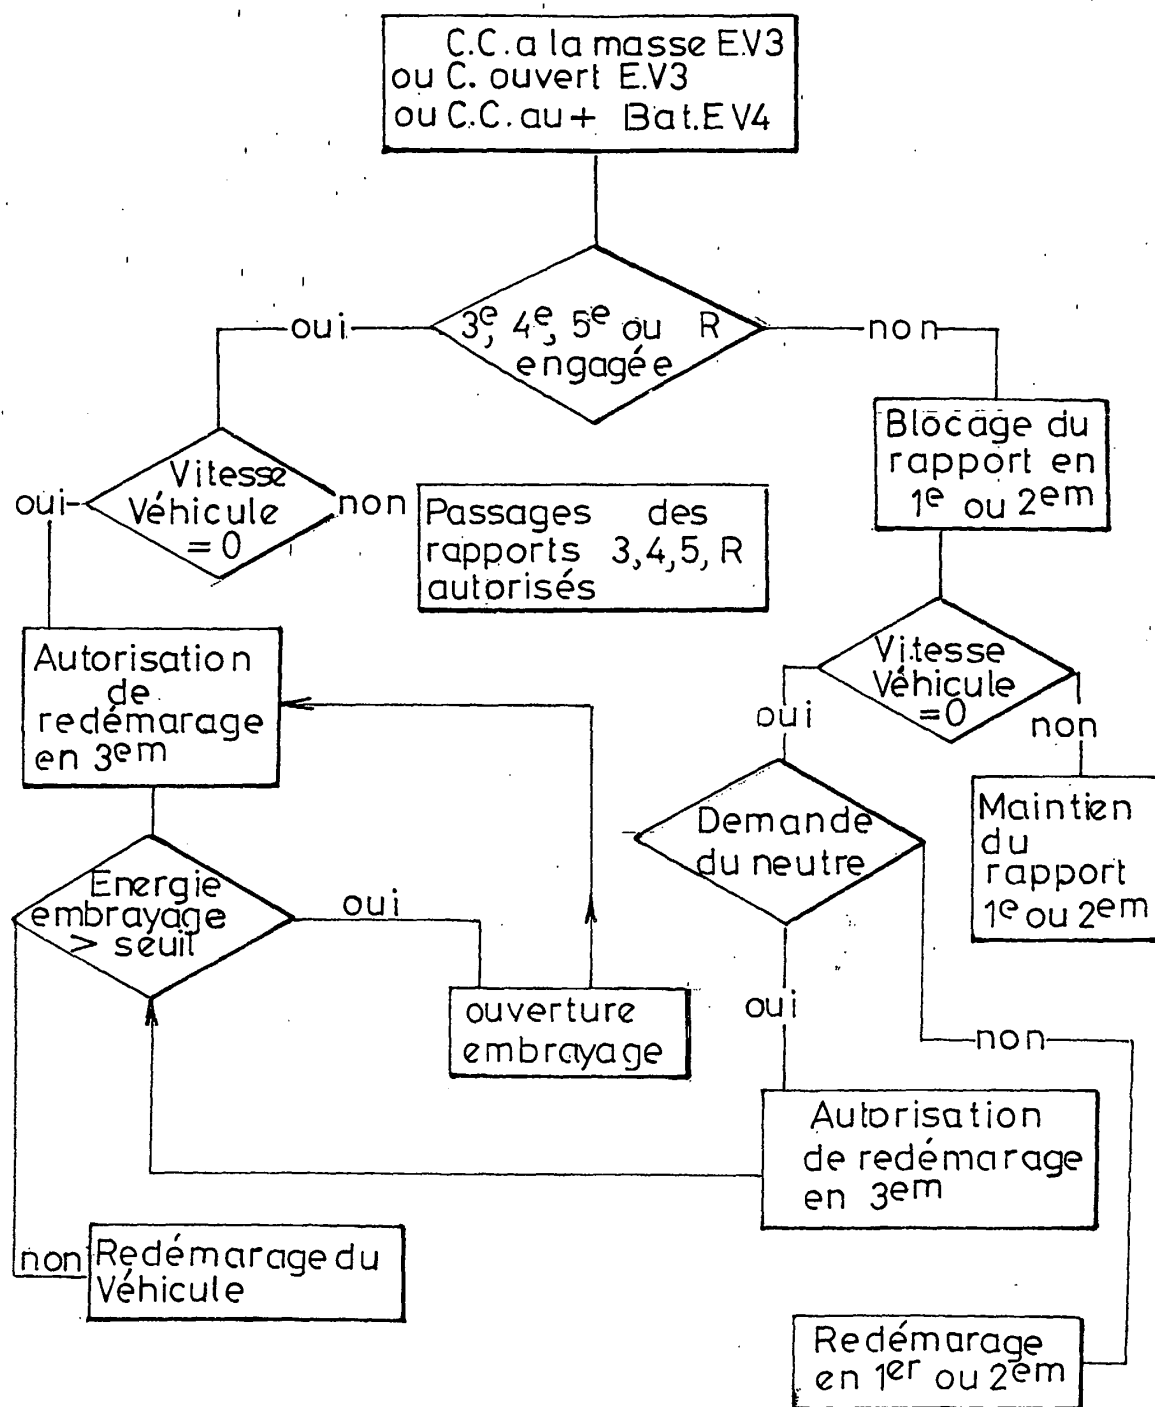 C.C. a la masse E.V3
ou C. ouvert E.V3
ou C.C. au + Bat. E V4
3e, 4e, 5e ou R
engagée
oui
non
Vitesse
Véhicule
= 0
oui
non
Passages des
rapports 3, 4, 5, R
autorisés
Blocage du
rapport en
1e ou 2em
Autorisation
de
redémarage
en 3em
Vitesse
Véhicule
= 0
oui
non
Demande
du neutre
Maintien
du
rapport
1e ou 2em
Energie
embrayage
> seuil
oui
ouverture
embrayage
oui
non
Autorisation
de redémarage
en 3em
non
Redémarage du
Véhicule
Redémarage
en 1er ou 2em